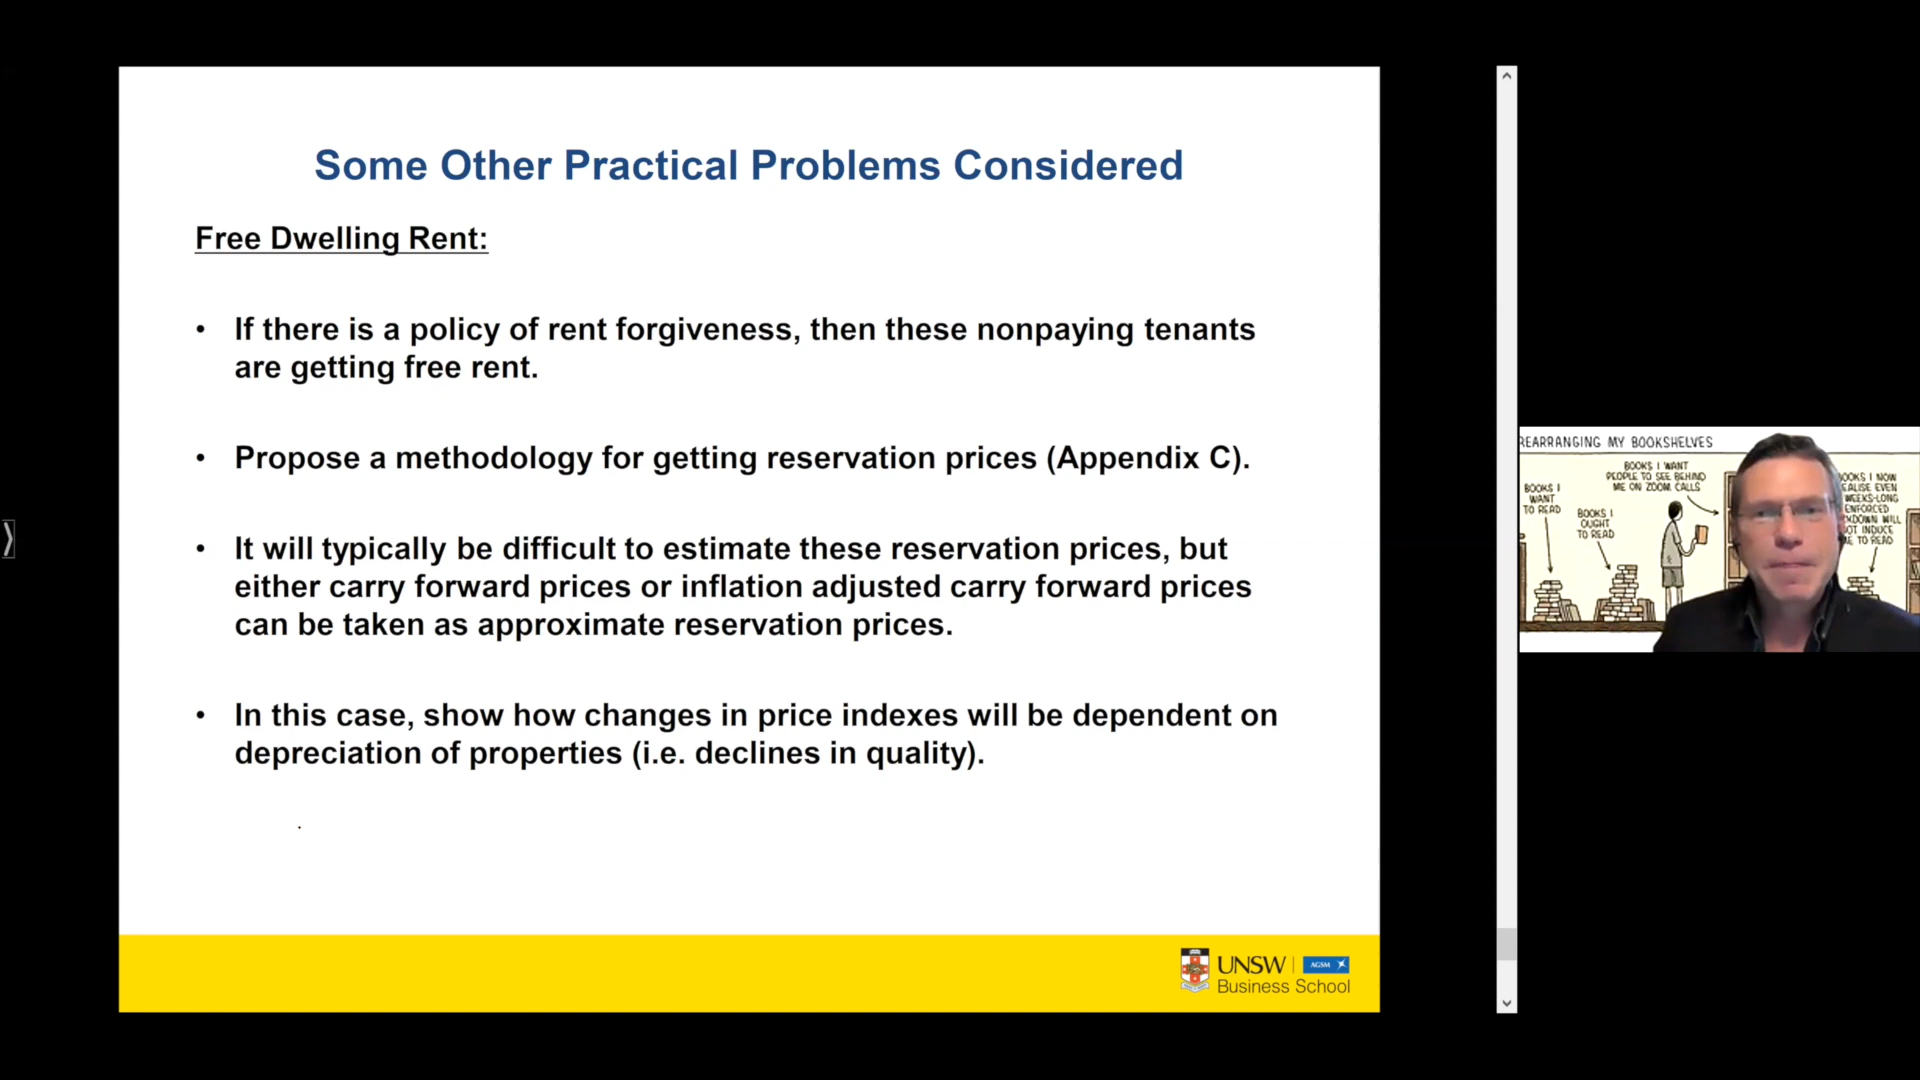 Some Other Practical Problems Considered
Free Dwelling Rent:
• If there is a policy of rent forgiveness, then these nonpaying tenants
are getting free rent.
• Propose a methodology for getting reservation prices (Appendix C).
• It will typically be difficult to estimate these reservation prices, but
either carry forward prices or inflation adjusted carry forward prices
can be taken as approximate reservation prices.
• In this case, show how changes in price indexes will be dependent on
depreciation of properties (i.e. declines in quality).
UNSW
AGSM
Business School
REARRANGING MY BOOKSHELVES
BOOKS I
WANT
TO READ
BOOKS I
OUGHT
TO READ
BOOKS I WANT
PEOPLE TO SEE BEHIND
ME ON ZOOM CALLS
OOKS I NOW
EALISE EVEN
WEEKS-LONG
ENFORCED
KDOWN WILL
OT INDUCE
E TO READ